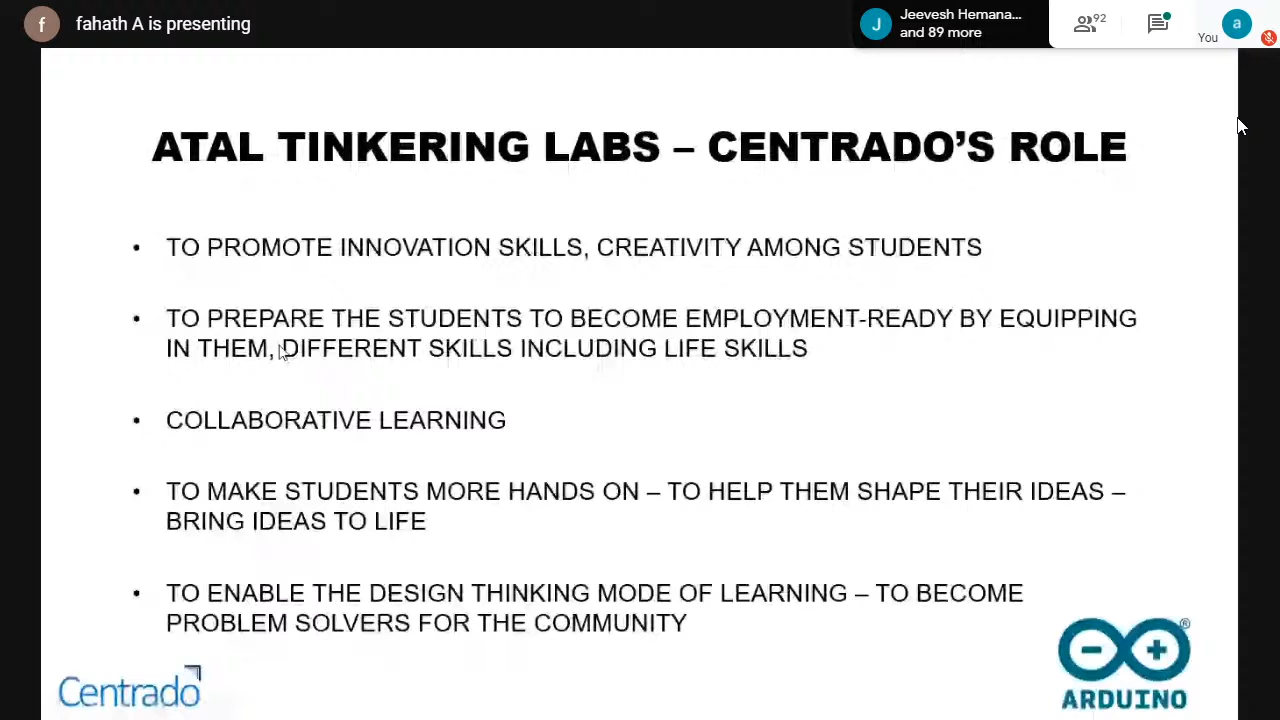 f fahath A is presenting
J Jeevesh Hemana...
and 89 more
92
You
a
ATAL TINKERING LABS – CENTRADO'S ROLE
• TO PROMOTE INNOVATION SKILLS, CREATIVITY AMONG STUDENTS
• TO PREPARE THE STUDENTS TO BECOME EMPLOYMENT-READY BY EQUIPPING
IN THEM, DIFFERENT SKILLS INCLUDING LIFE SKILLS
• COLLABORATIVE LEARNING
• TO MAKE STUDENTS MORE HANDS ON – TO HELP THEM SHAPE THEIR IDEAS –
BRING IDEAS TO LIFE
• TO ENABLE THE DESIGN THINKING MODE OF LEARNING – TO BECOME
PROBLEM SOLVERS FOR THE COMMUNITY
Centrado
®
ARDUINO